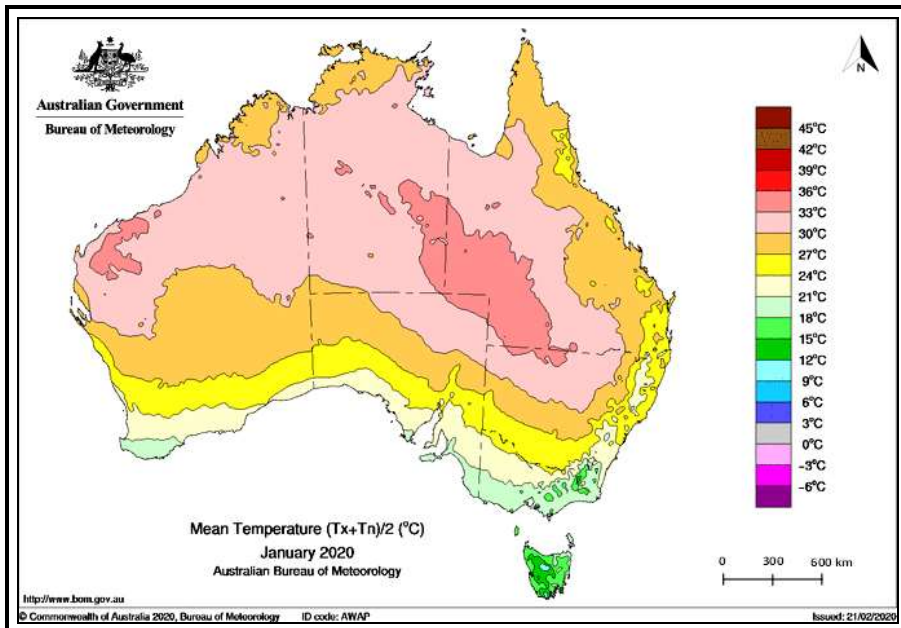 Australian Government
Bureau of Meteorology
N
45°C
42°C
39°C
36°C
33°C
30°C
27°C
24°C
21°C
18°C
15°C
12°C
9°C
6°C
3°C
0°C
-3°C
-6°C
Mean Temperature (Tx+Tn)/2 (°C)
January 2020
Australian Bureau of Meteorology
0 300 600 km
http://www.bom.gov.au
© Commonwealth of Australia 2020, Bureau of Meteorology ID code: AWAP Issued: 21/02/2020